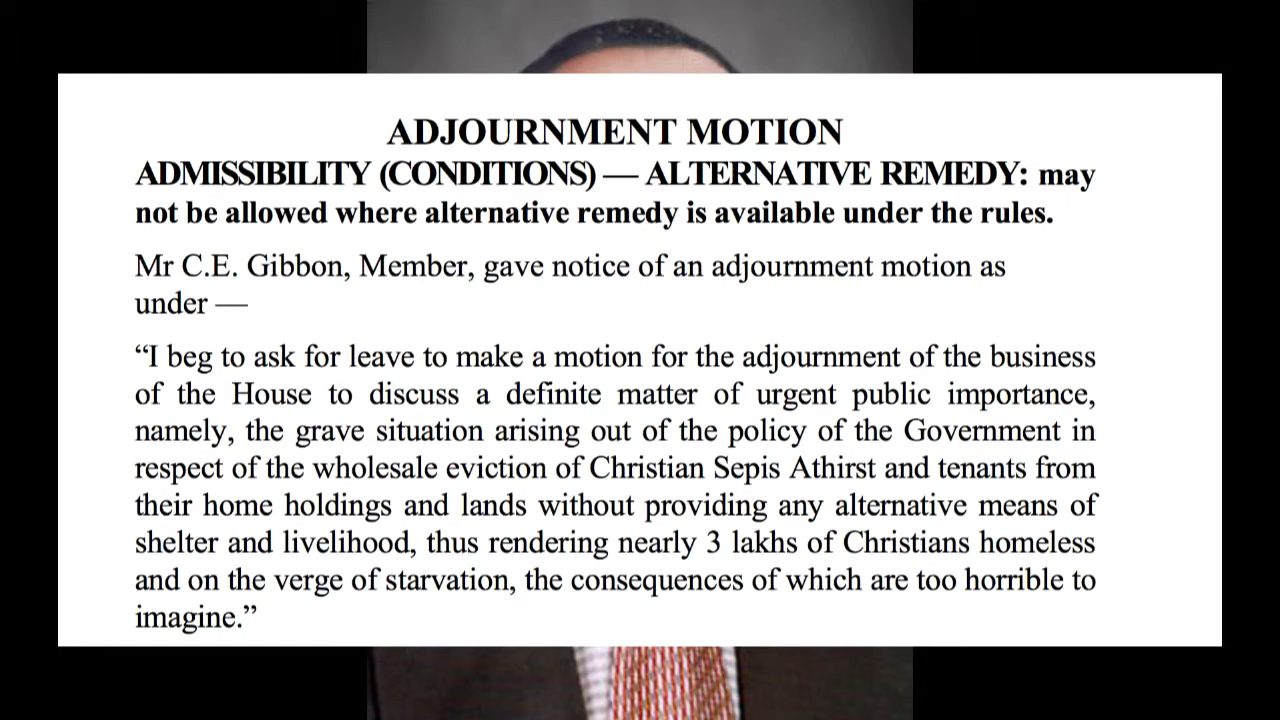 ADJOURNMENT MOTION
ADMISSIBILITY (CONDITIONS) — ALTERNATIVE REMEDY: may
not be allowed where alternative remedy is available under the rules.
Mr C.E. Gibbon, Member, gave notice of an adjournment motion as
under —
“I beg to ask for leave to make a motion for the adjournment of the business
of the House to discuss a definite matter of urgent public importance,
namely, the grave situation arising out of the policy of the Government in
respect of the wholesale eviction of Christian Sepis Athirst and tenants from
their home holdings and lands without providing any alternative means of
shelter and livelihood, thus rendering nearly 3 lakhs of Christians homeless
and on the verge of starvation, the consequences of which are too horrible to
imagine.”